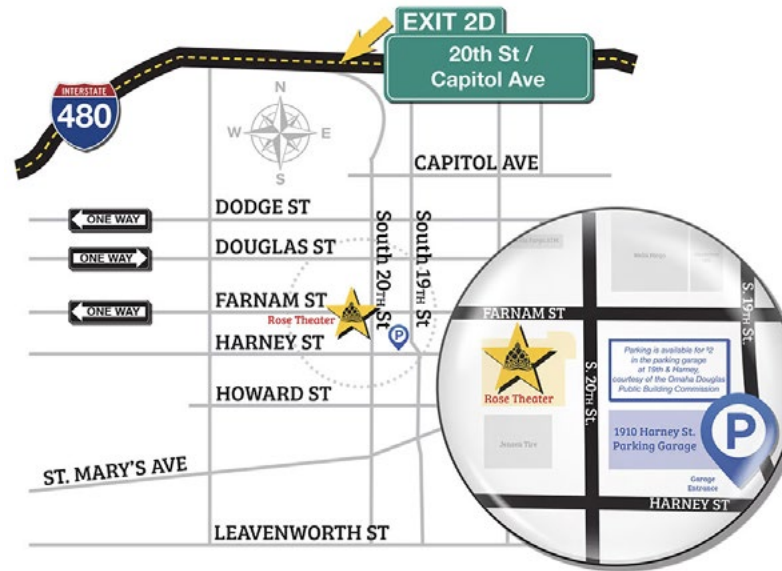 EXIT 2D
20th St /
Capitol Ave
INTERSTATE
480
N
W
E
S
CAPITOL AVE
ONE WAY
DODGE ST
ONE WAY
DOUGLAS ST
South 20TH St
South 19TH St
ONE WAY
FARNAM ST
Rose Theater
P
HARNEY ST
HOWARD ST
ST. MARY'S AVE
LEAVENWORTH ST
Wells Fargo
FARNAM ST
S. 19TH St.
S. 20TH St.
Rose Theater
Parking is available for $2
in the parking garage
at 19th & Harney,
courtesy of the Omaha Douglas
Public Building Commission
Jensen Tire
1910 Harney St.
Parking Garage
P
Garage
Entrance
HARNEY ST